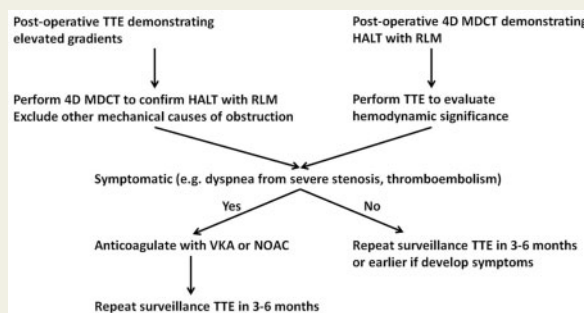 Post-operative TTE demonstrating
elevated gradients
Post-operative 4D MDCT demonstrating
HALT with RLM
Perform 4D MDCT to confirm HALT with RLM
Exclude other mechanical causes of obstruction
Perform TTE to evaluate
hemodynamic significance
Symptomatic (e.g. dyspnea from severe stenosis, thromboembolism)
Yes
No
Anticoagulate with VKA or NOAC
Repeat surveillance TTE in 3-6 months
or earlier if develop symptoms
Repeat surveillance TTE in 3-6 months